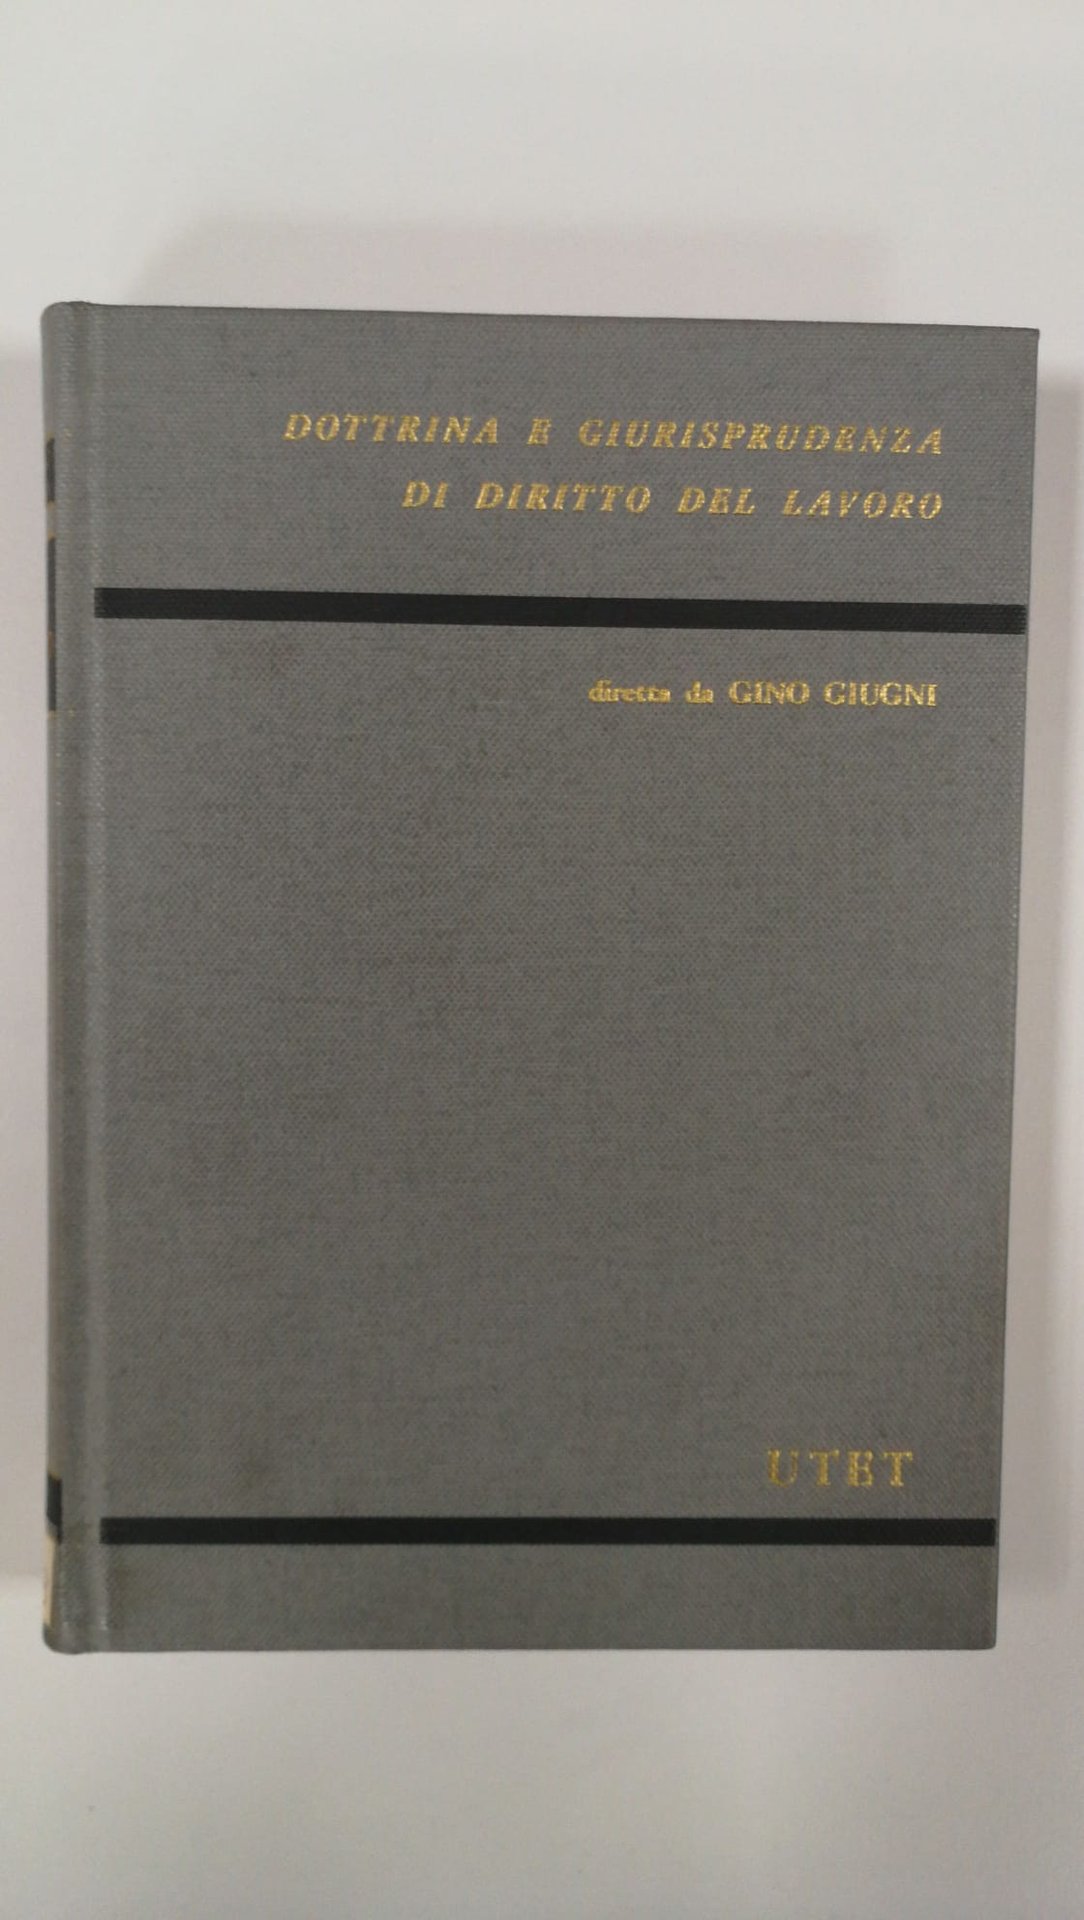 DOTTRINA E GIURISPRUDENZA
DI DIRITTO DEL LAVORO
diretta da GINO GIUGNI
UTET